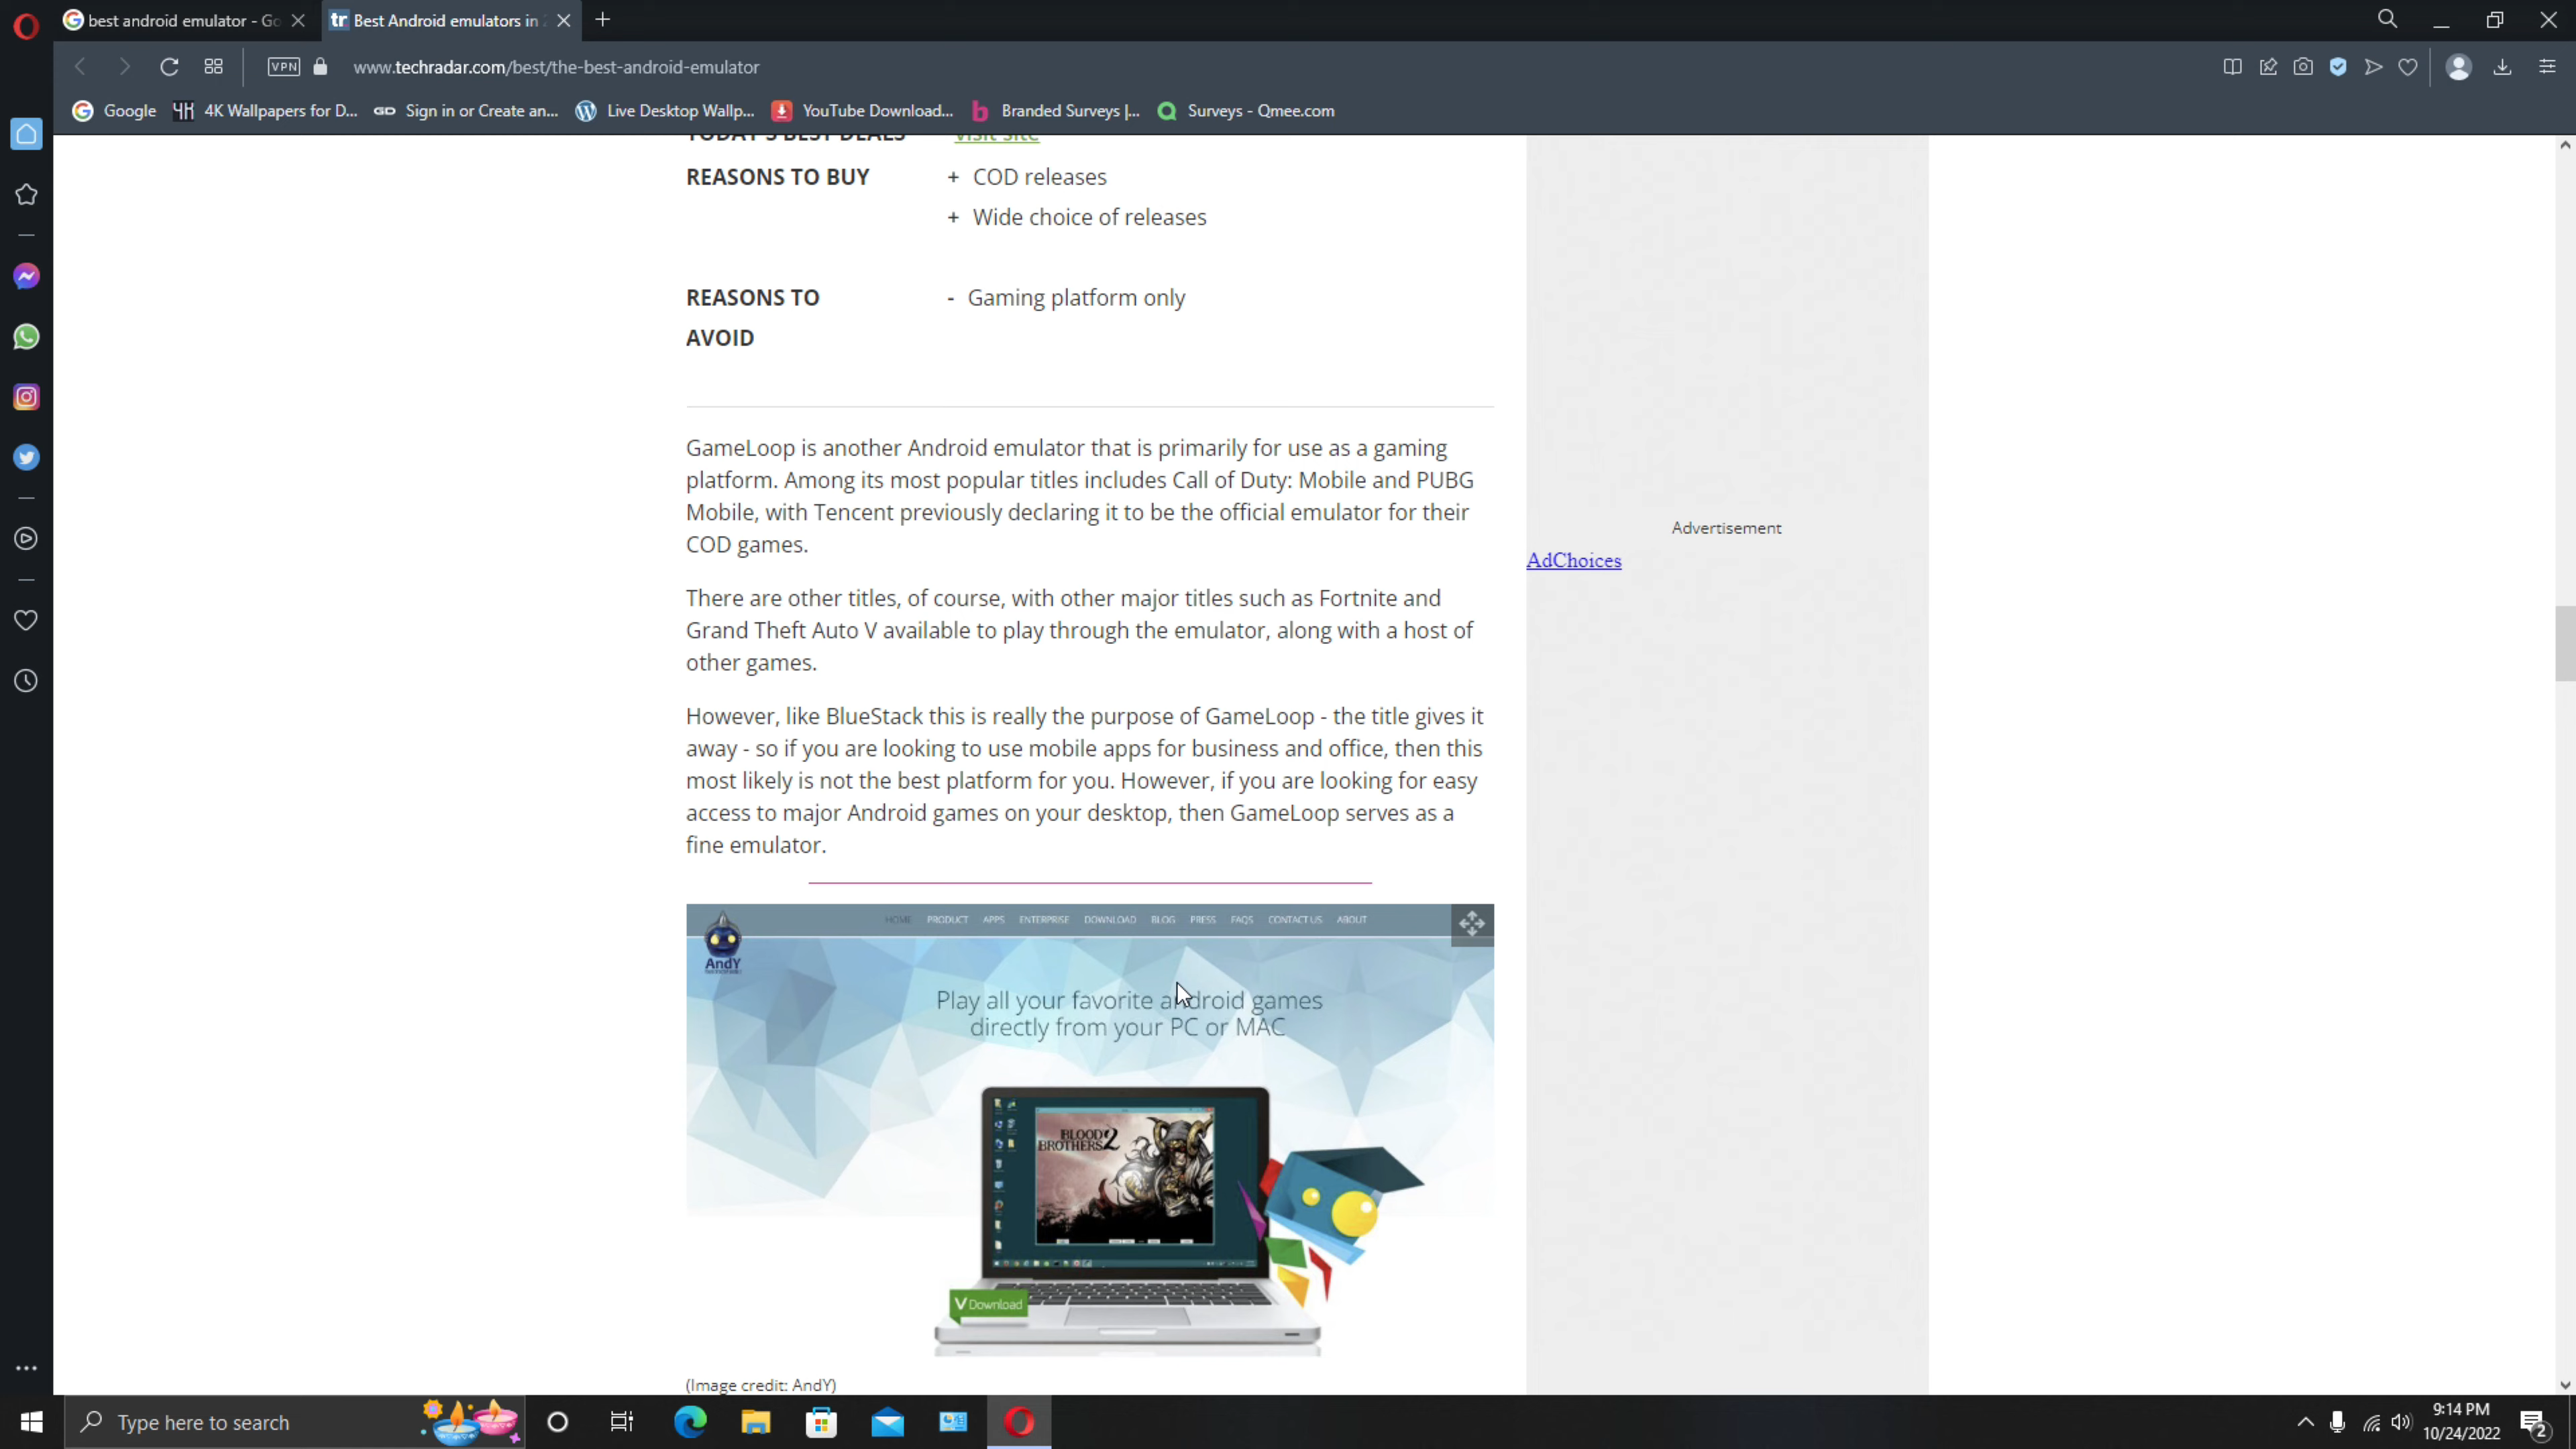 best android emulator - Go
tr Best Android emulators in
VPN
www.techradar.com/best/the-best-android-emulator
Google
4K Wallpapers for D...
GD Sign in or Create an...
Live Desktop Wallp...
YouTube Download...
b Branded Surveys |...
Surveys - Qmee.com
TODAY'S BEST DEALS Visit Site
REASONS TO BUY + COD releases
+ Wide choice of releases
REASONS TO - Gaming platform only
AVOID
GameLoop is another Android emulator that is primarily for use as a gaming
platform. Among its most popular titles includes Call of Duty: Mobile and PUBG
Mobile, with Tencent previously declaring it to be the official emulator for their
COD games.
There are other titles, of course, with other major titles such as Fortnite and
Grand Theft Auto V available to play through the emulator, along with a host of
other games.
However, like BlueStack this is really the purpose of GameLoop - the title gives it
away - so if you are looking to use mobile apps for business and office, then this
most likely is not the best platform for you. However, if you are looking for easy
access to major Android games on your desktop, then GameLoop serves as a
fine emulator.
Advertisement
AdChoices
HOME PRODUCT APPS ENTERPRISE DOWNLOAD BLOG PRESS FAQS CONTACT US ABOUT
AndY
Play all your favorite android games
directly from your PC or MAC
BLOOD
BROTHERS 2
Download
(Image credit: AndY)
Type here to search
9:14 PM
10/24/2022
2